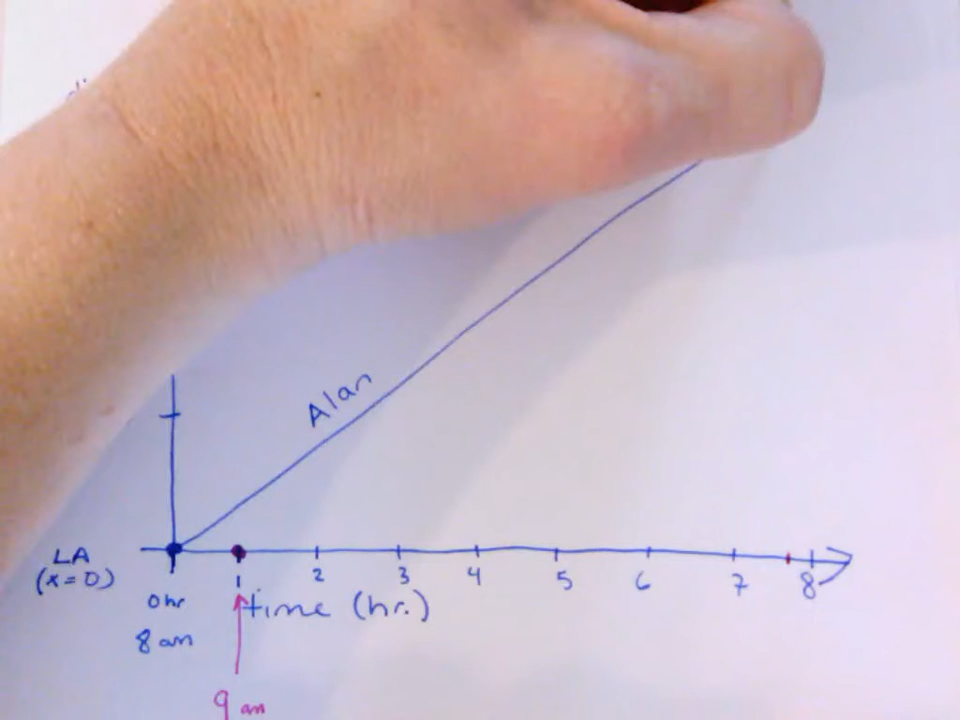 Alan
LA
(x=0)
1 2 3 4 5 6 7 8
0 hr
time (hr.)
8 am
9 am